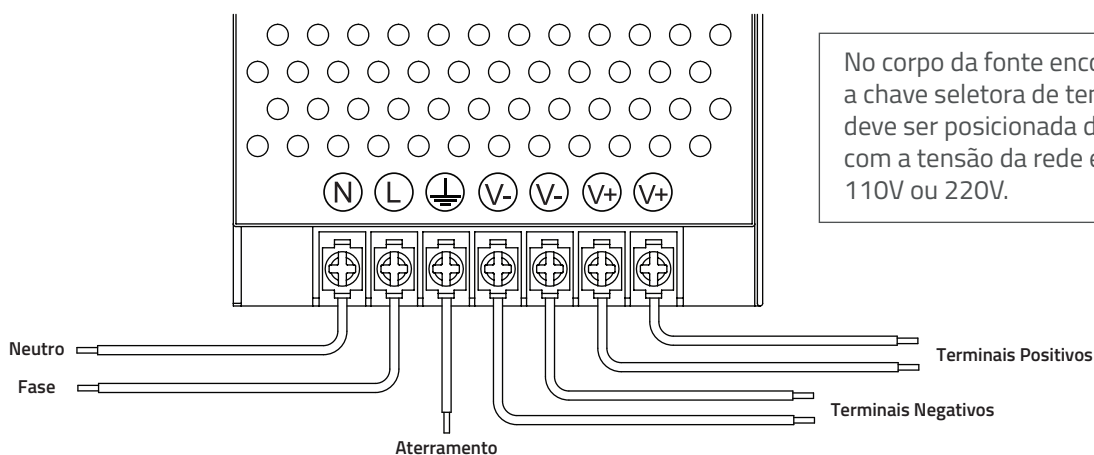 No corpo da fonte
a chave seletora de
deve ser posicionada
com a tensão da rede
110V ou 220V.
N L V- V- V+ V+
Neutro
Fase
Aterramento
Terminais Positivos
Terminais Negativos